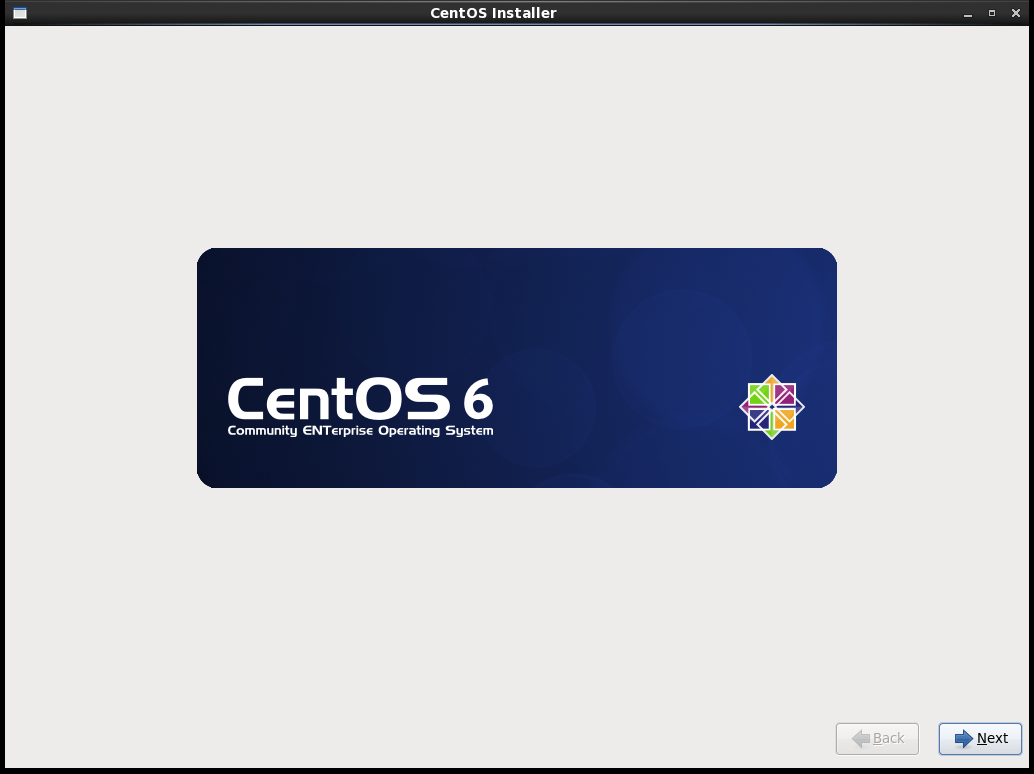 CentOS Installer
CentOS 6
Community ENTerprise Operating System
Back
Next